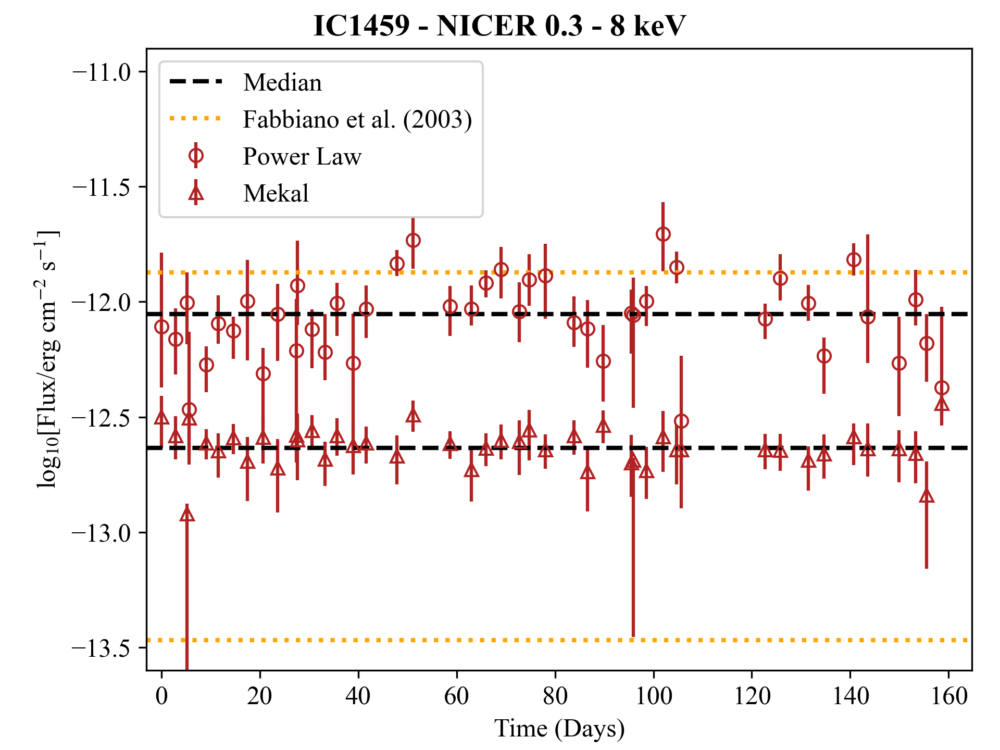 IC1459 - NICER 0.3 - 8 keV
Median
Fabbiano et al. (2003)
Power Law
Mekal
−11.0
−11.5
−12.0
−12.5
−13.0
−13.5
log₁₀[Flux/erg cm⁻² s⁻¹]
0 20 40 60 80 100 120 140 160
Time (Days)